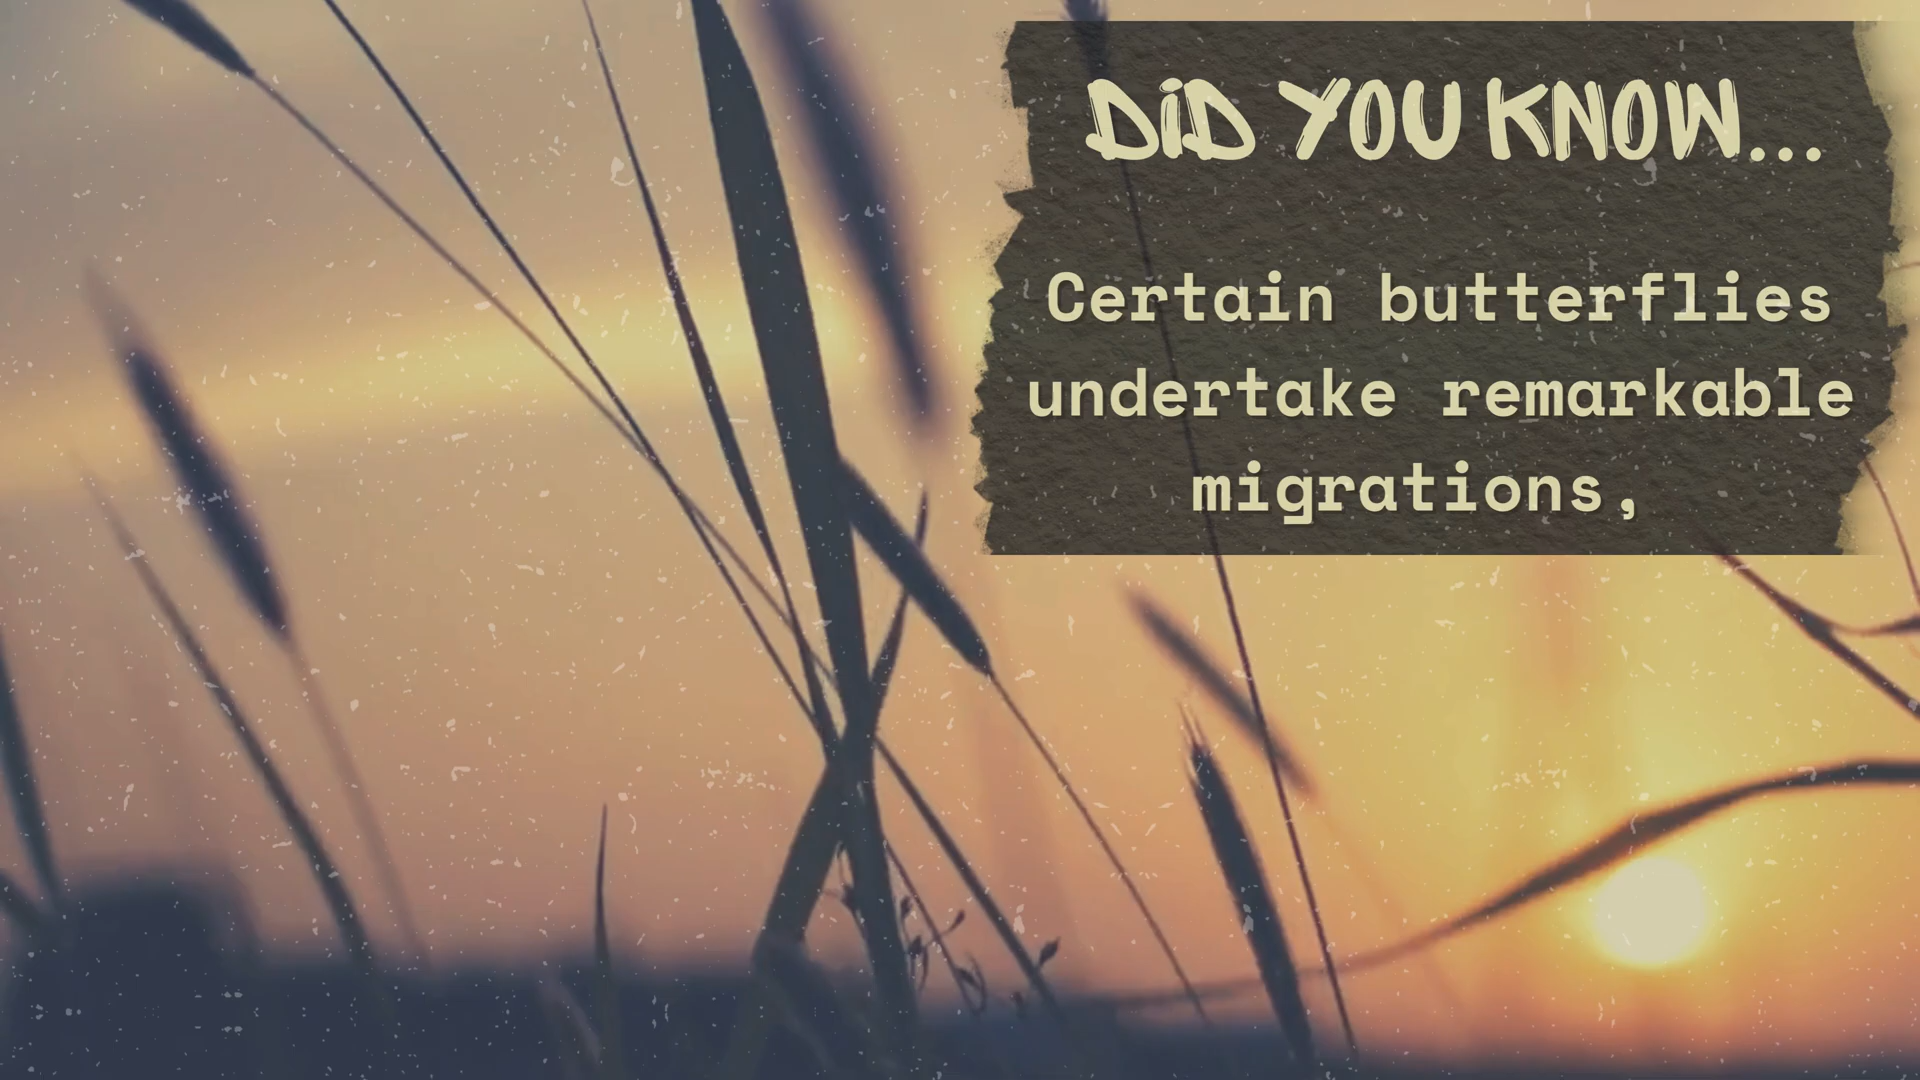 DiD YOU KNOW...
Certain butterflies
undertake remarkable
migrations,